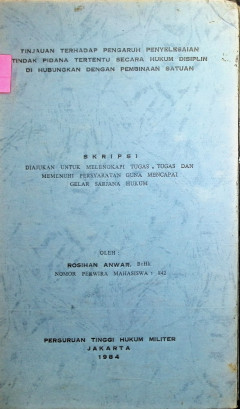 TINJAUAN TERHADAP PENGARUH PENYELESAIAN
TINDAK PIDANA TERTENTU SECARA HUKUM DISIPLIN
DI HUBUNGKAN DENGAN PEMBINAAN SATUAN
SKRIPSI
DIAJUKAN UNTUK MELENGKAPI TUGAS - TUGAS DAN
MEMENUHI PERSYARATAN GUNA MENCAPAI
GELAR SARJANA HUKUM
OLEH :
ROSIHAN ANWAR, B:Hk
NOMOR PERWIRA MAHASISWA : 442
PERGURUAN TINGGI HUKUM MILITER
JAKARTA
1984